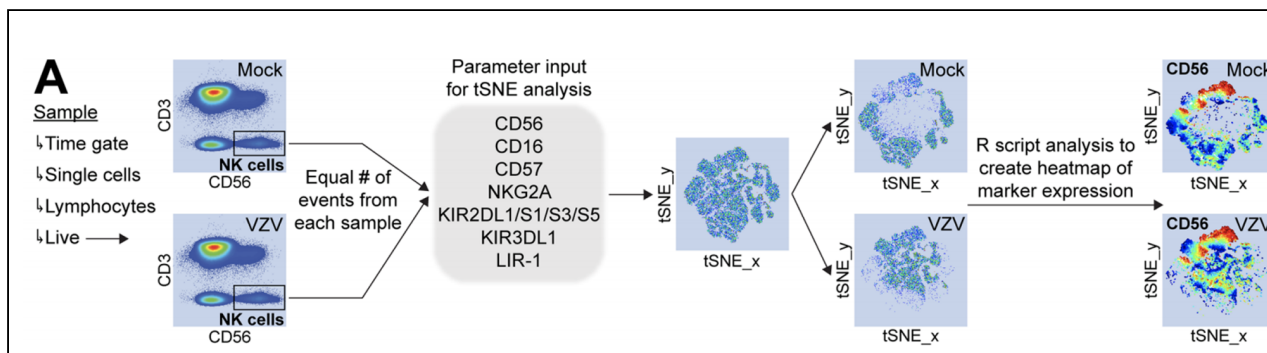 A
Sample
↳Time gate
↳Single cells
↳Lymphocytes
↳Live
Mock
CD3
NK cells
CD56
VZV
CD3
NK cells
CD56
Equal # of
events from
each sample
Parameter input
for tSNE analysis
CD56
CD16
CD57
NKG2A
KIR2DL1/S1/S3/S5
KIR3DL1
LIR-1
tSNE_y
tSNE_x
Mock
tSNE_y
tSNE_x
VZV
tSNE_y
tSNE_x
R script analysis to
create heatmap of
marker expression
CD56 Mock
tSNE_y
tSNE_x
CD56 VZV
tSNE_y
tSNE_x